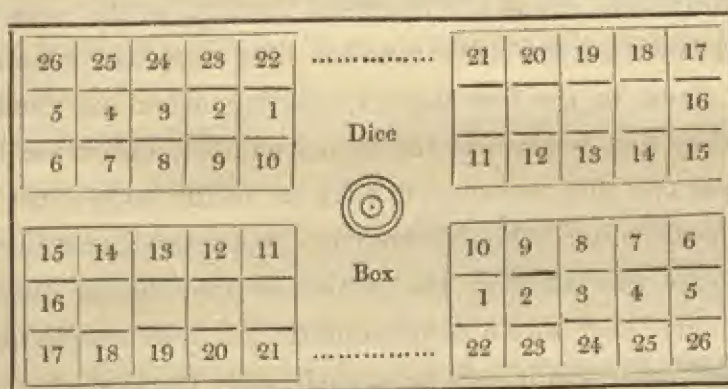 26 25 24 23 22 .............. 21 20 19 18 17
5 4 3 2 1 16
Dice
6 7 8 9 10 11 12 13 14 15
15 14 13 12 11 10 9 8 7 6
Box
16 1 2 3 4 5
17 18 19 20 21 .............. 22 23 24 25 26